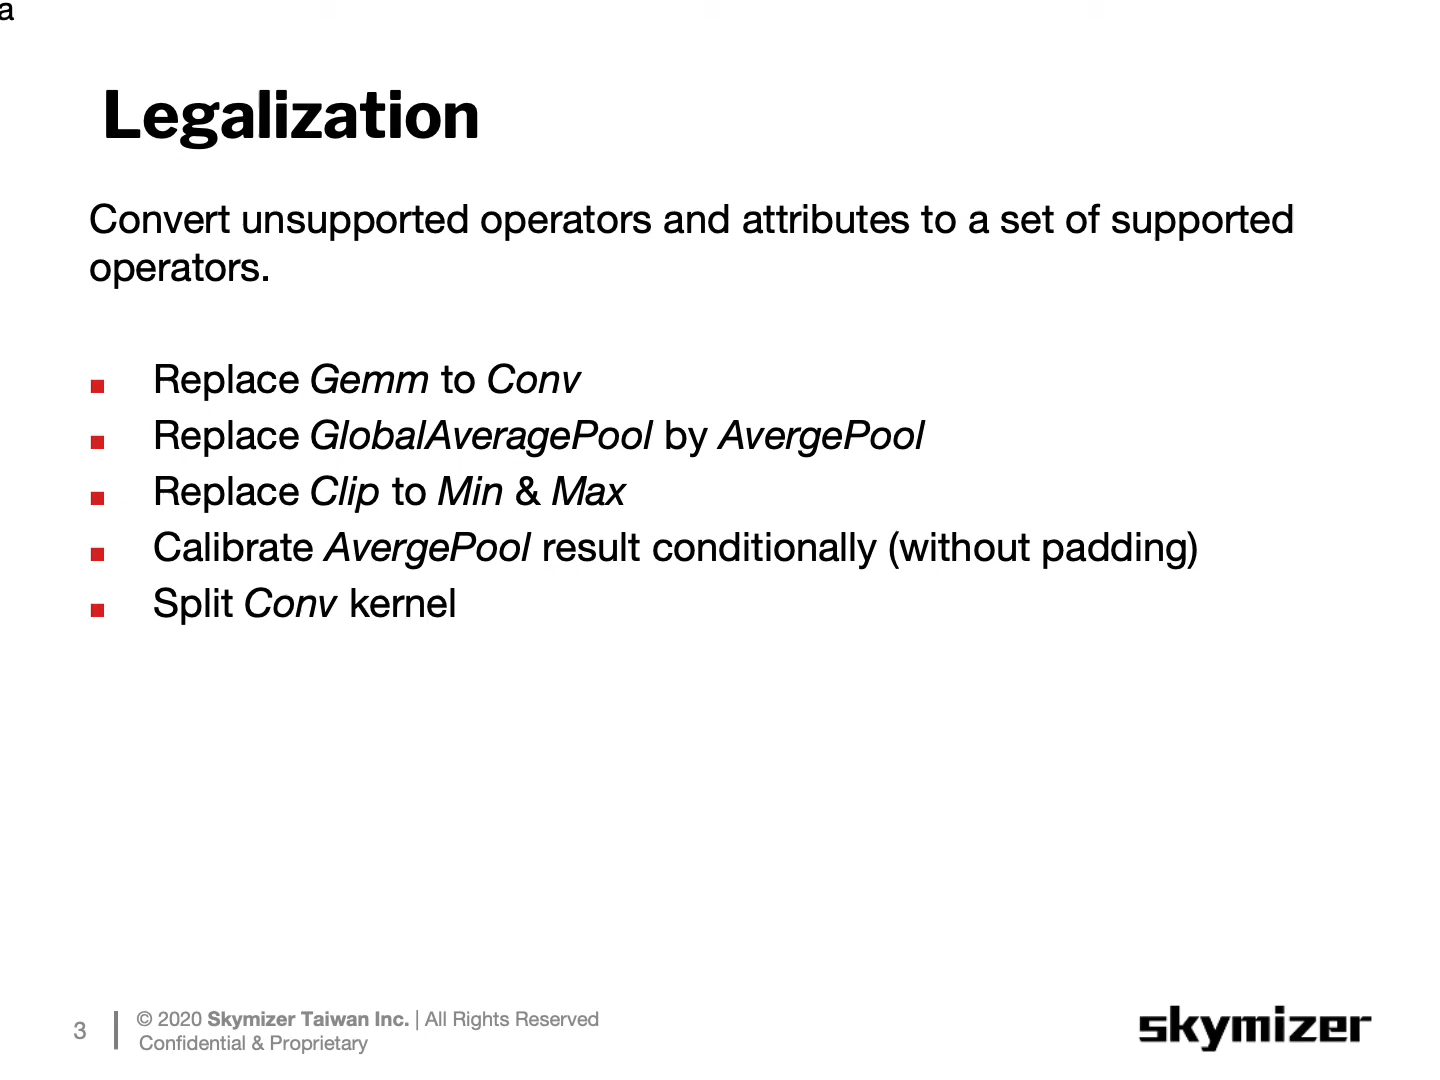 a
Legalization
Convert unsupported operators and attributes to a set of supported
operators.
Replace Gemm to Conv
Replace GlobalAveragePool by AvergePool
Replace Clip to Min & Max
Calibrate AvergePool result conditionally (without padding)
Split Conv kernel
3
© 2020 Skymizer Taiwan Inc. | All Rights Reserved
Confidential & Proprietary
skymizer